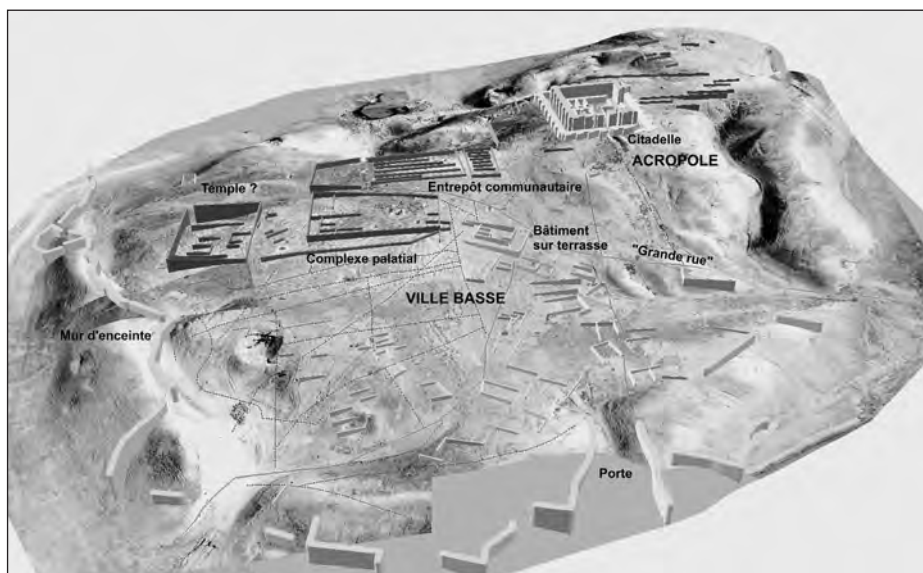 Citadelle
ACROPOLE
Temple ?
Entrepôt communautaire
Bâtiment
sur terrasse
"Grande rue"
Complexe palatial
VILLE BASSE
Mur d'enceinte
Porte